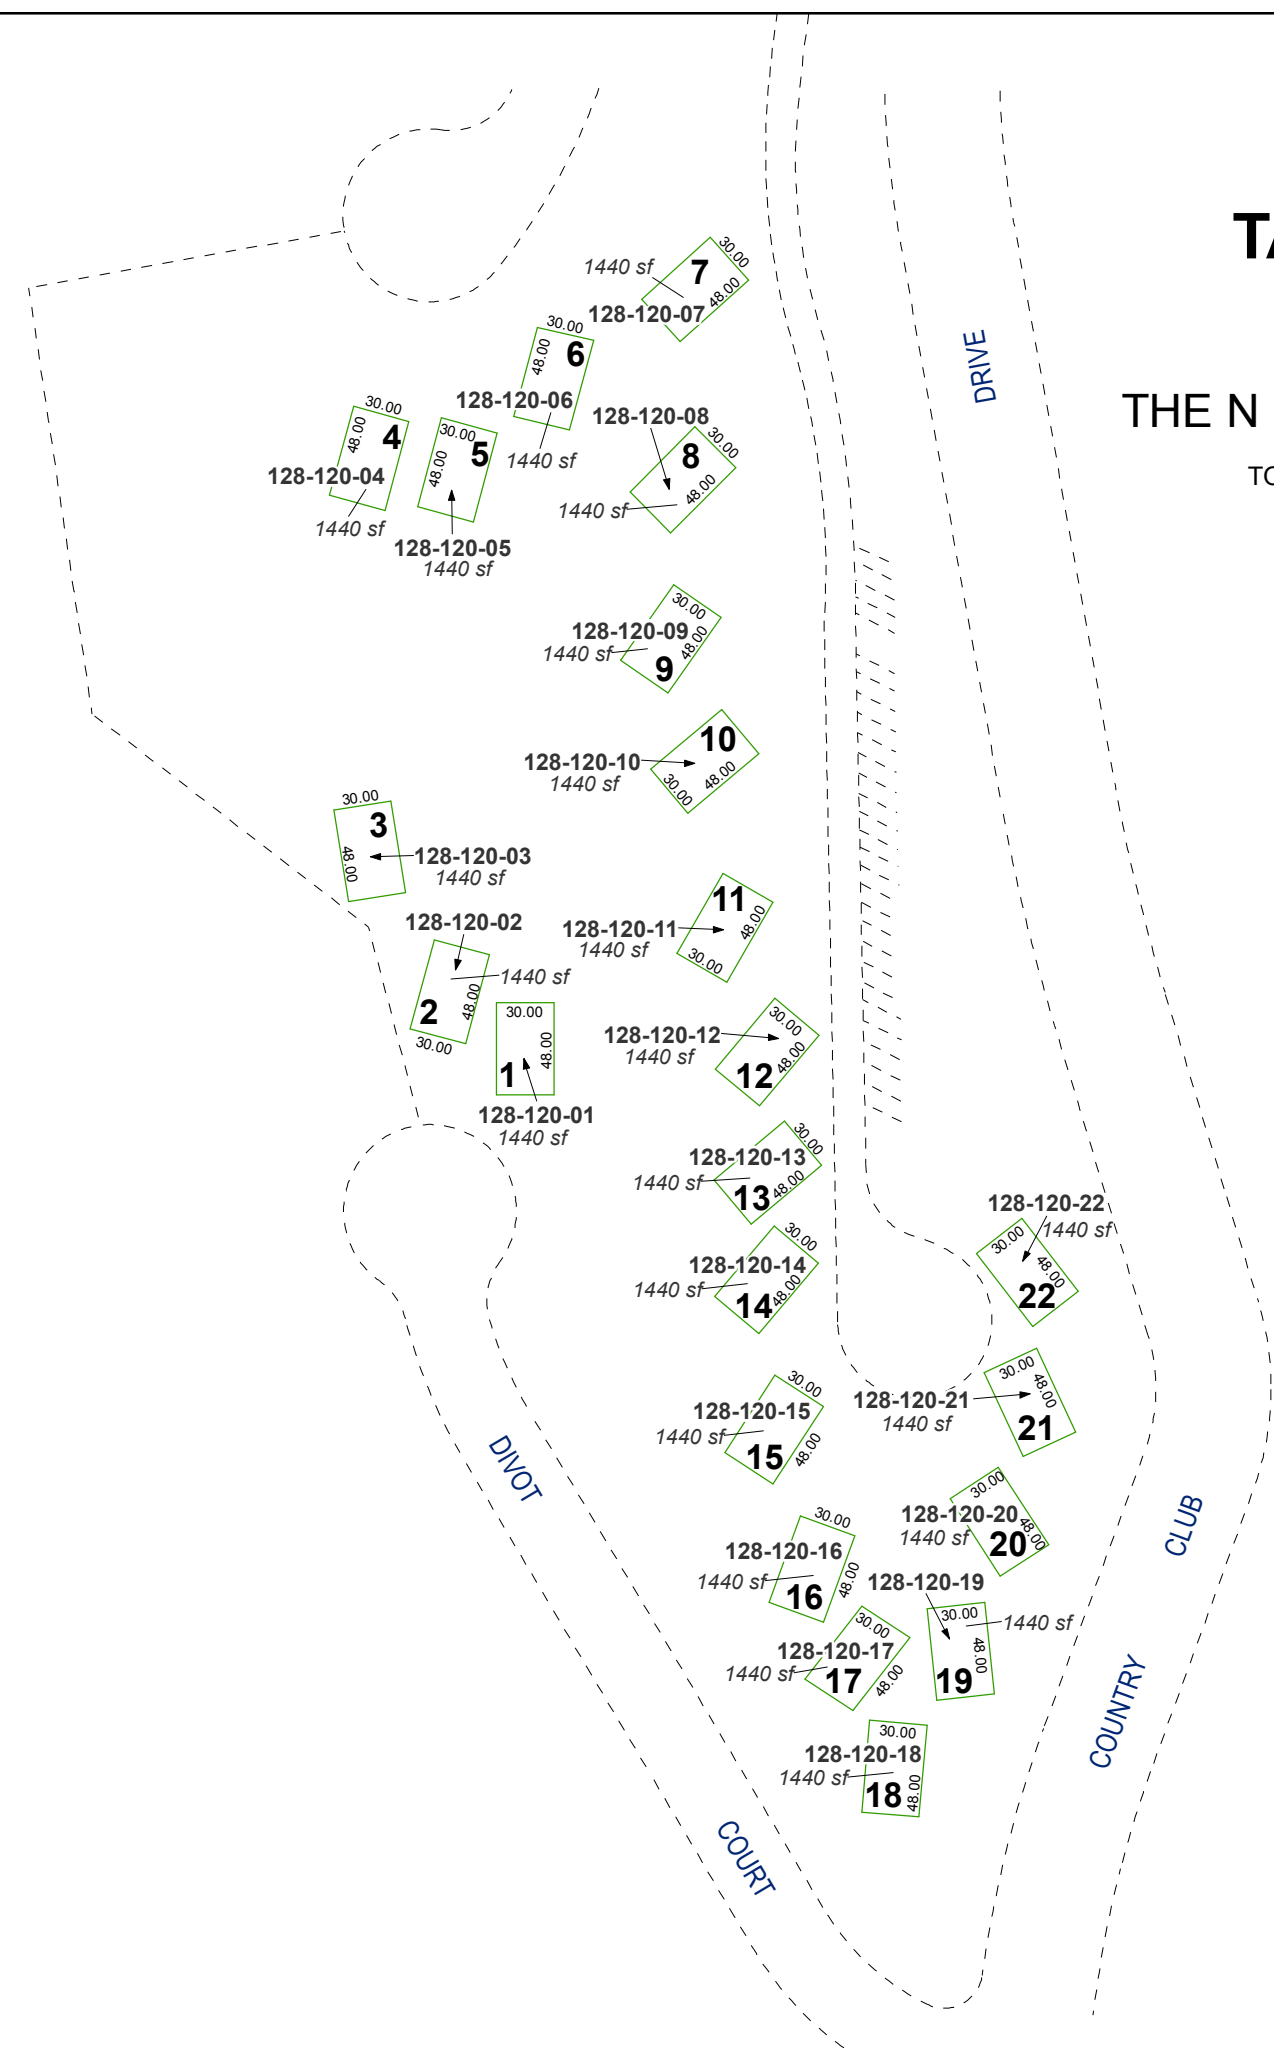 TA
THE N
TO
DRIVE
30.00
7
1440 sf
48.00
128-120-07
30.00
6
48.00
128-120-06
1440 sf
30.00
4
48.00
128-120-04
1440 sf
30.00
5
48.00
128-120-05
1440 sf
128-120-08
30.00
8
48.00
1440 sf
30.00
128-120-09
48.00
1440 sf
9
10
128-120-10
48.00
1440 sf
30.00
30.00
3
48.00
128-120-03
1440 sf
128-120-02
1440 sf
48.00
2
30.00
30.00
48.00
1
128-120-01
1440 sf
11
48.00
128-120-11
1440 sf
30.00
30.00
128-120-12
48.00
1440 sf
12
30.00
128-120-13
1440 sf
48.00
13
30.00
128-120-14
1440 sf
48.00
14
128-120-22
1440 sf
30.00
48.00
22
30.00
48.00
128-120-21
1440 sf
21
30.00
128-120-15
1440 sf
48.00
15
30.00
128-120-20
48.00
1440 sf
20
30.00
128-120-16
1440 sf
48.00
16
128-120-19
30.00
1440 sf
48.00
19
30.00
128-120-17
1440 sf
48.00
17
30.00
128-120-18
1440 sf
48.00
18
DIVOT
COURT
CLUB
COUNTRY